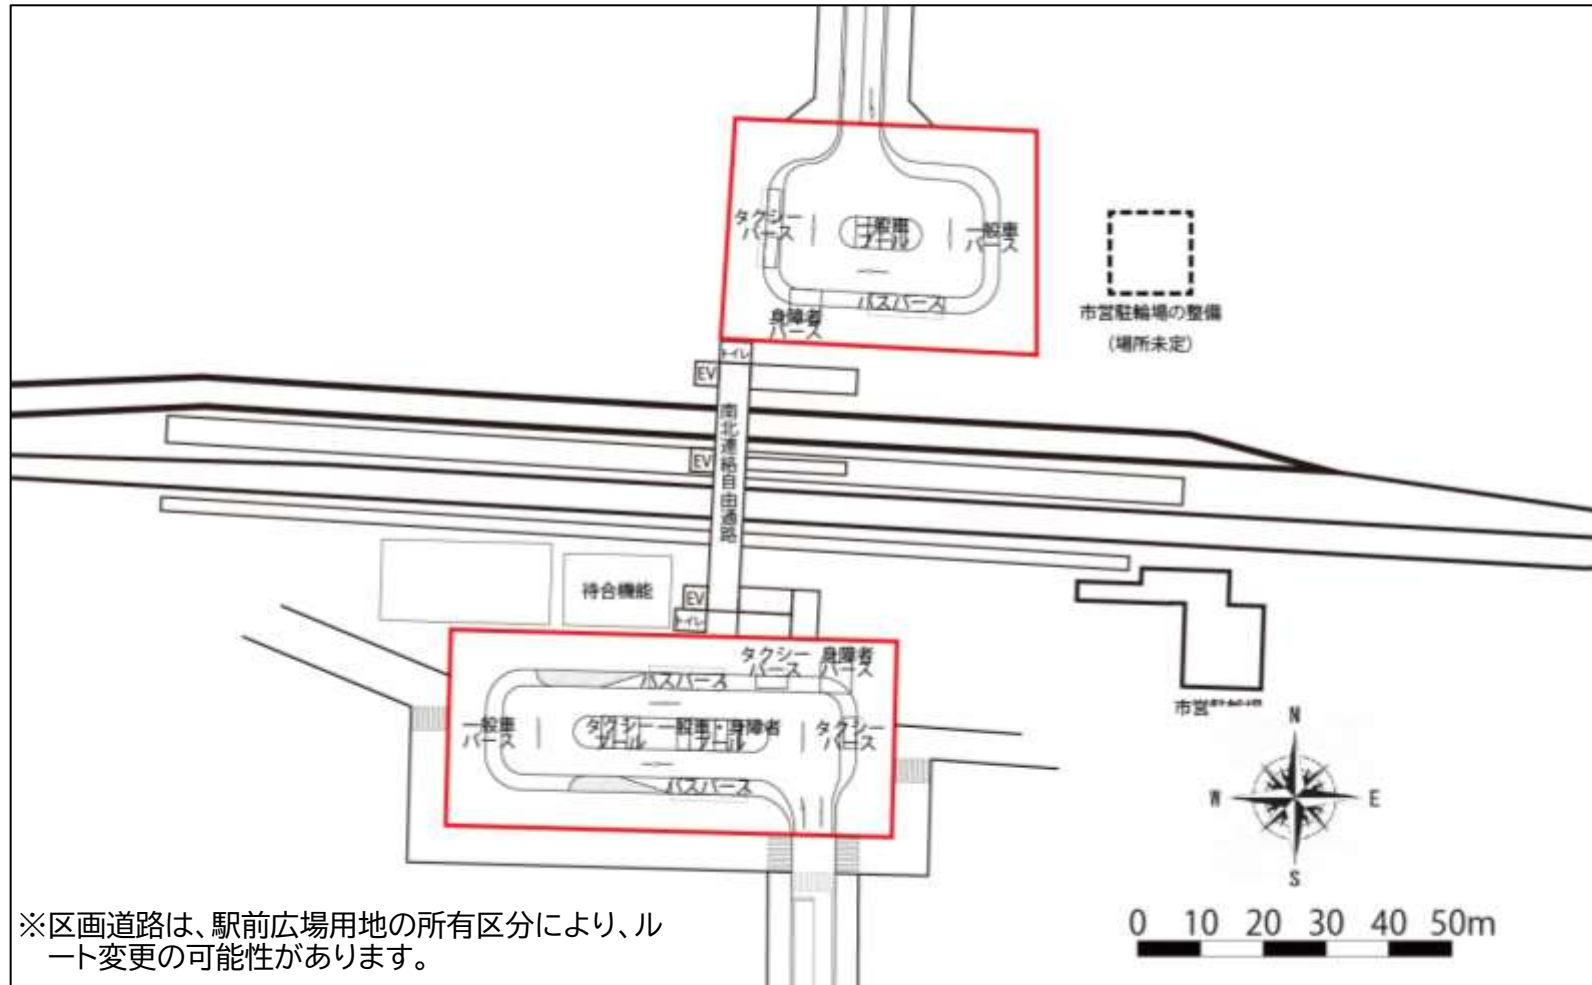 タクシー
バース
一般車
プール
一般車
バース
バスバース
身障者
バース
市営駐輪場の整備
(場所未定)
トイレ
EV
南北連絡自由通路
EV
待合機能
EV
トイレ
タクシー
バース
身障者
バース
バスバース
一般車
バース
タクシー
プール
一般車・身障者
プール
タクシー
バース
バスバース
市営
N
W
E
S
※区画道路は、駅前広場用地の所有区分により、ル
ート変更の可能性があります。
0 10 20 30 40 50m